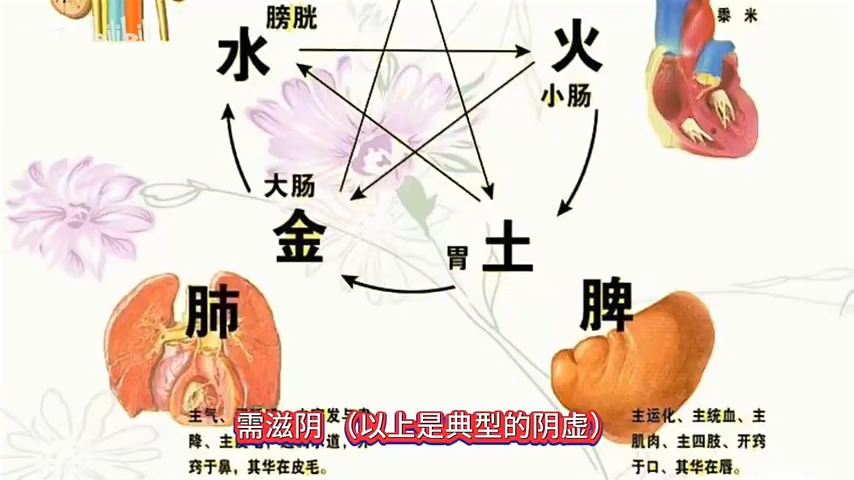 bilibili
膀胱
黍米
水
火
小肠
大肠
金
胃
土
肺
脾
主气、
降、主
窍于鼻，其华在皮毛。
主运化、主统血、主
肌肉、主四肢、开窍
于口、其华在唇。
需滋阴（以上是典型的阴虚）